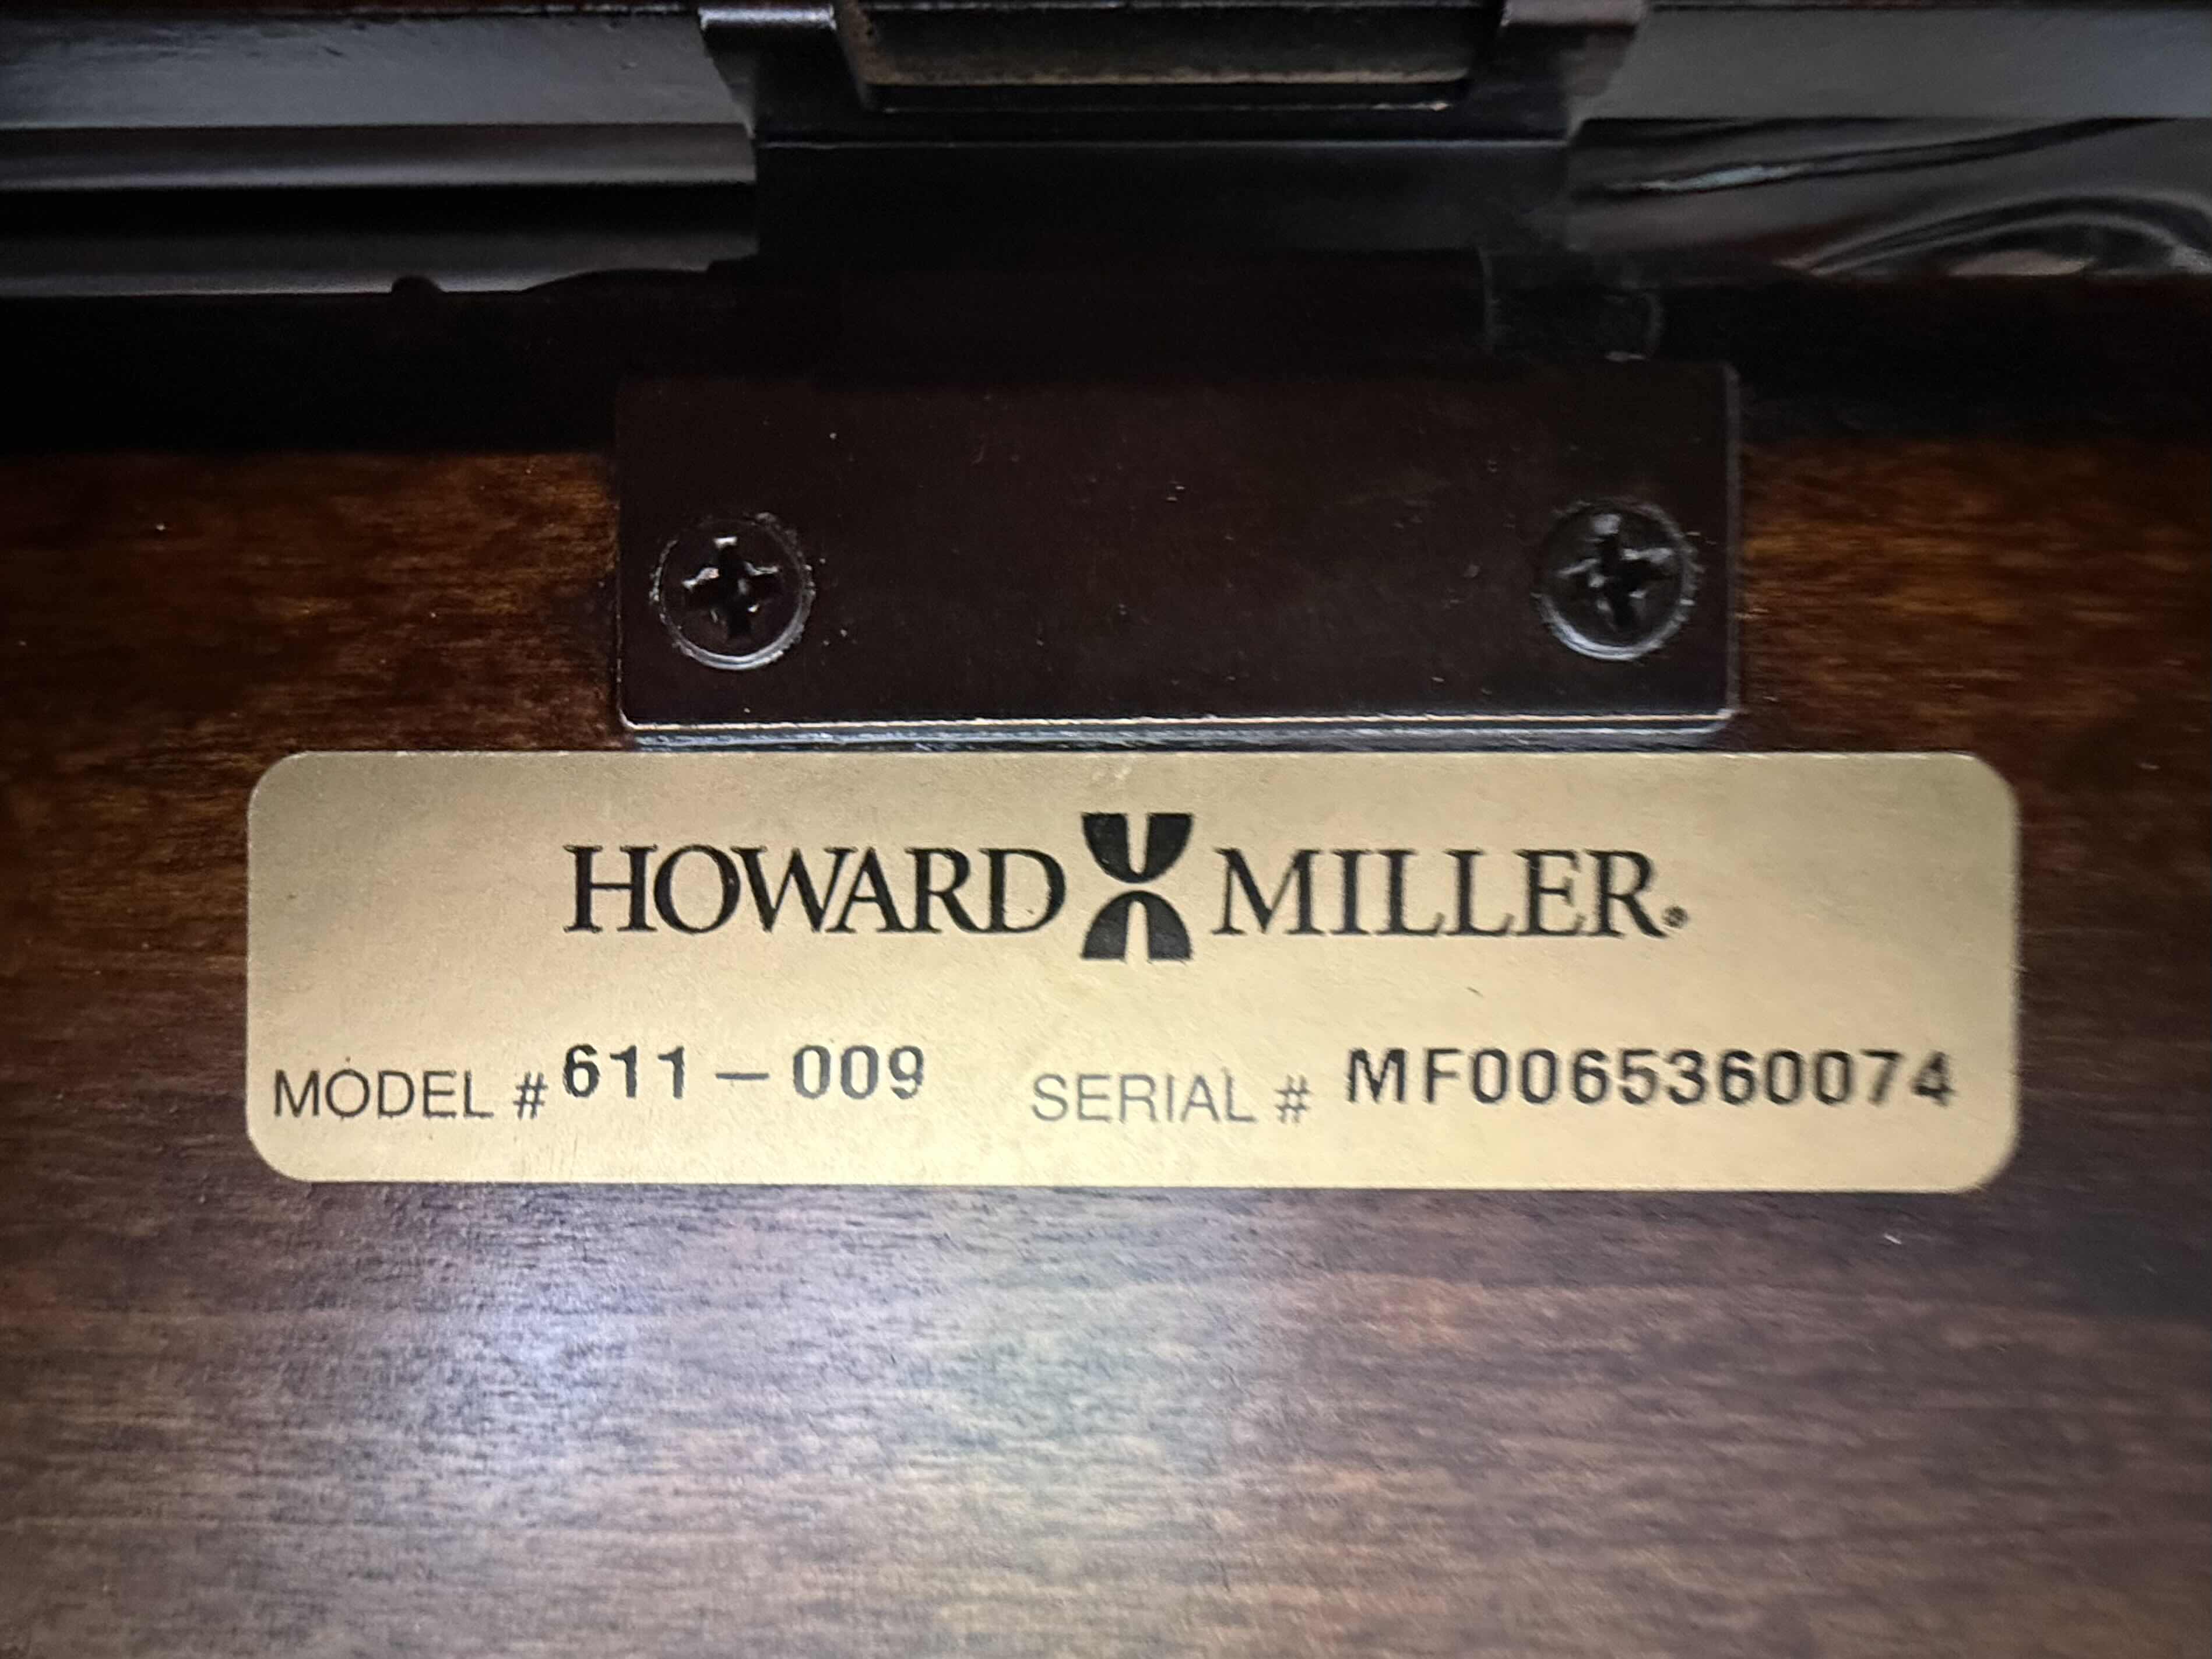 HOWARD MILLER®
MODEL # 611-009 SERIAL # MF0065360074